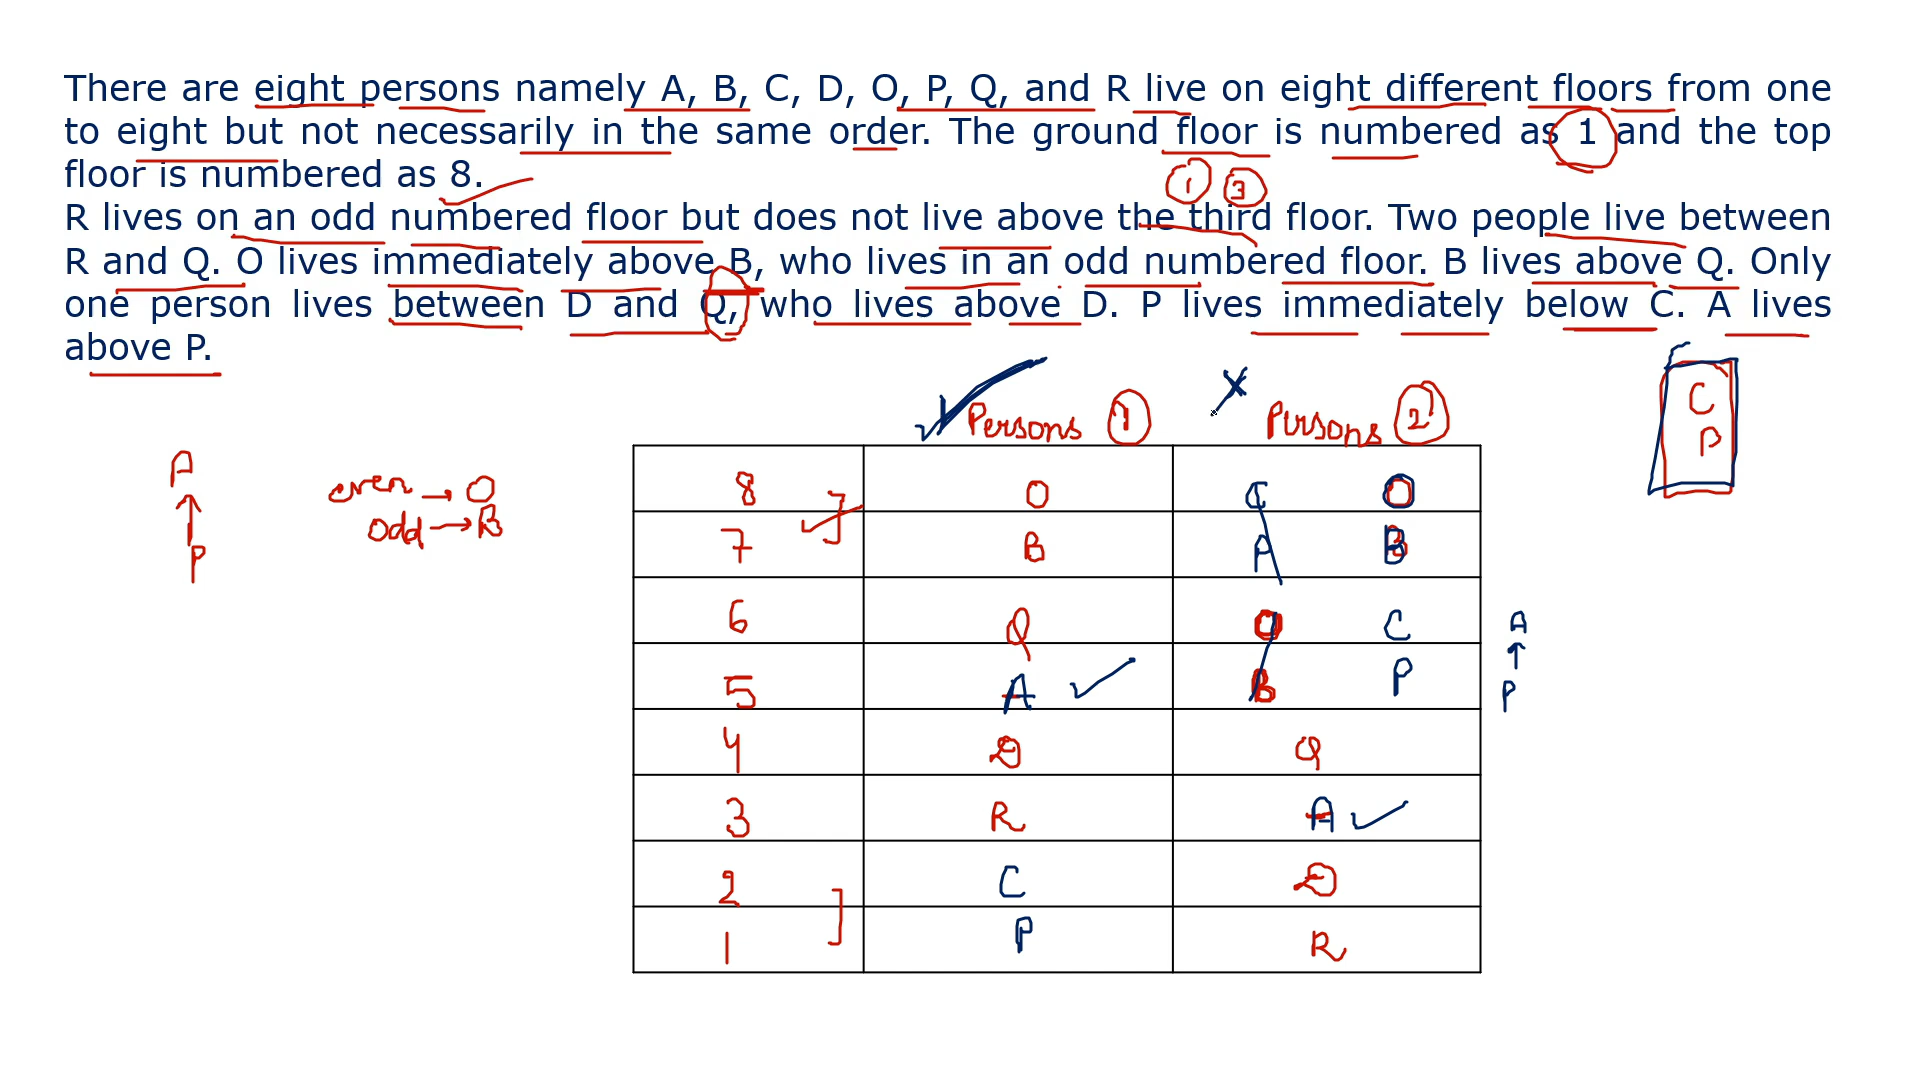 There are eight persons namely A, B, C, D, O, P, Q, and R live on eight different floors from one
to eight but not necessarily in the same order. The ground floor is numbered as 1 and the top
floor is numbered as 8.
① ③
R lives on an odd numbered floor but does not live above the third floor. Two people live between
R and Q. O lives immediately above B, who lives in an odd numbered floor. B lives above Q. Only
one person lives between D and Q, who lives above D. P lives immediately below C. A lives
above P.
C
P
Persons ① Persons ②
A
P
even → O
odd → B
8 O C O
7 B P B
6 Q O C
5 A B P
4 D Q
3 R A
2 C D
1 P R
A
P